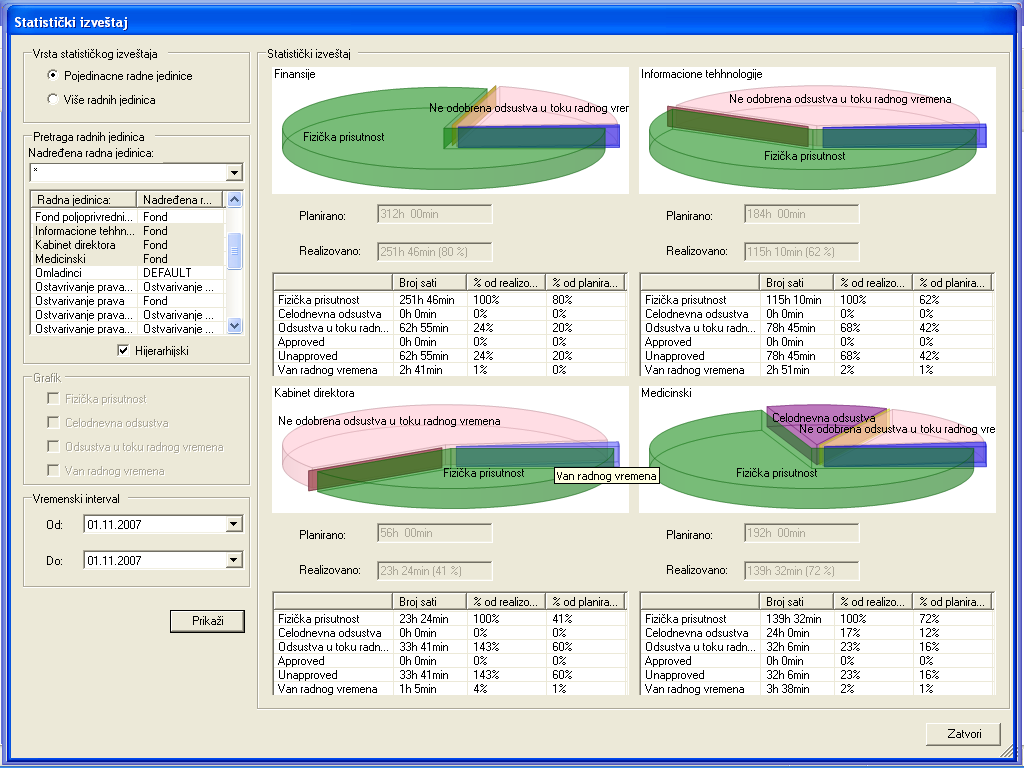 Statistički izveštaj
Vrsta statističkog izveštaja
Pojedinacne radne jedinice
Više radnih jedinica
Pretraga radnih jedinica
Nadređena radna jedinica:
*
Radna jedinica: Nadređena r...
Fond poljoprivredni... Fond
Informacione tehhn... Fond
Kabinet direktora Fond
Medicinski Fond
Omladinci DEFAULT
Ostavrivanje prava... Ostvarivanje ...
Ostvarivanje prava Fond
Ostvarivanje prava... Ostvarivanje ...
Ostvarivanje prava... Ostvarivanje ...
Hijerarhijski
Grafik
Fizička prisutnost
Celodnevna odsustva
Odsustva u toku radnog vremena
Van radnog vremena
Vremenski interval
Od: 01.11.2007
Do: 01.11.2007
Prikaži
Statistički izveštaj
Finansije
Ne odobrena odsustva u toku radnog vrer
Fizička prisutnost
Planirano: 312h 00min
Realizovano: 251h 46min (80 %)
Broj sati % od realizo... % od planira...
Fizička prisutnost 251h 46min 100% 80%
Celodnevna odsustva 0h 0min 0% 0%
Odsustva u toku radn... 62h 55min 24% 20%
Approved 0h 0min 0% 0%
Unapproved 62h 55min 24% 20%
Van radnog vremena 2h 41min 1% 0%
Informacione tehhnologije
Ne odobrena odsustva u toku radnog vremena
Fizička prisutnost
Planirano: 184h 00min
Realizovano: 115h 10min (62 %)
Broj sati % od realizo... % od planira...
Fizička prisutnost 115h 10min 100% 62%
Celodnevna odsustva 0h 0min 0% 0%
Odsustva u toku radn... 78h 45min 68% 42%
Approved 0h 0min 0% 0%
Unapproved 78h 45min 68% 42%
Van radnog vremena 2h 51min 2% 1%
Kabinet direktora
Ne odobrena odsustva u toku radnog vremena
Fizička prisutnost
Van radnog vremena
Planirano: 56h 00min
Realizovano: 23h 24min (41 %)
Broj sati % od realizo... % od planira...
Fizička prisutnost 23h 24min 100% 41%
Celodnevna odsustva 0h 0min 0% 0%
Odsustva u toku radn... 33h 41min 143% 60%
Approved 0h 0min 0% 0%
Unapproved 33h 41min 143% 60%
Van radnog vremena 1h 5min 4% 1%
Medicinski
Celodnevna odsustva
Ne odobrena odsustva u toku radnog vre
Fizička prisutnost
Planirano: 192h 00min
Realizovano: 139h 32min (72 %)
Broj sati % od realizo... % od planira...
Fizička prisutnost 139h 32min 100% 72%
Celodnevna odsustva 24h 0min 17% 12%
Odsustva u toku radn... 32h 6min 23% 16%
Approved 0h 0min 0% 0%
Unapproved 32h 6min 23% 16%
Van radnog vremena 3h 38min 2% 1%
Zatvori